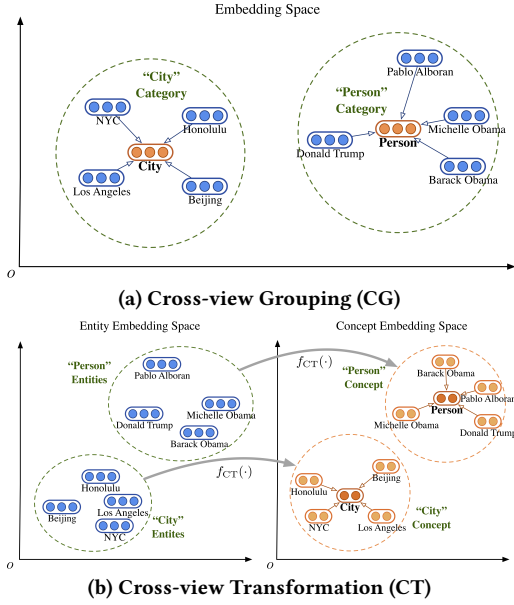 Embedding Space
"City"
Category
NYC
Honolulu
City
Los Angeles
Beijing
Pablo Alboran
"Person"
Category
Michelle Obama
Person
Donald Trump
Barack Obama
O
(a) Cross-view Grouping (CG)
Entity Embedding Space
Concept Embedding Space
"Person"
Entities
Pablo Alboran
Donald Trump
Michelle Obama
Barack Obama
f_CT(·)
"Person"
Concept
Barack Obama
Pablo Alboran
Person
Michelle Obama
Donald Trump
f_CT(·)
Honolulu
Beijing
Los Angeles
NYC
"City"
Entites
Beijing
Honolulu
City
NYC
Los Angeles
"City"
Concept
O
O
(b) Cross-view Transformation (CT)